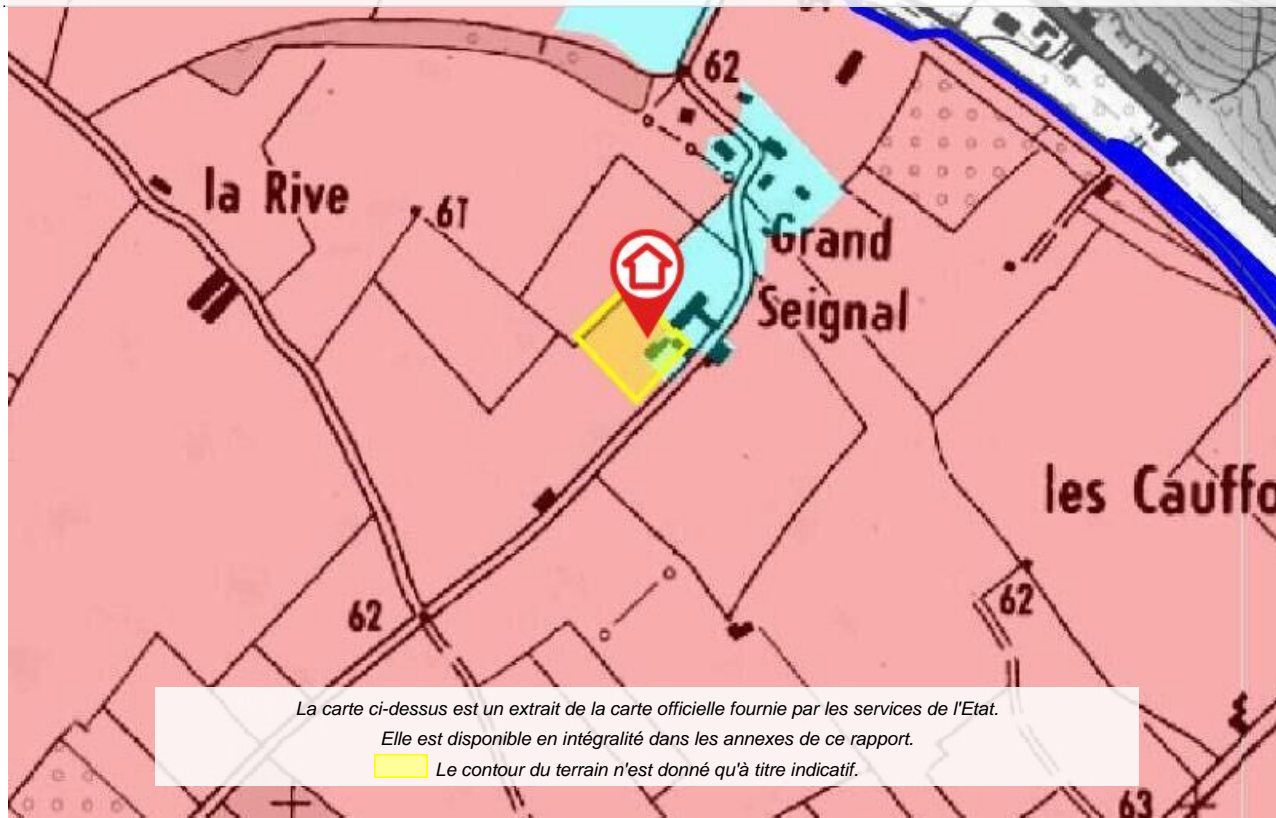 62
la Rive
61
Grand
Seignal
les Cauffo
62
62
La carte ci-dessus est un extrait de la carte officielle fournie par les services de l'Etat.
Elle est disponible en intégralité dans les annexes de ce rapport.
Le contour du terrain n'est donné qu'à titre indicatif.
63